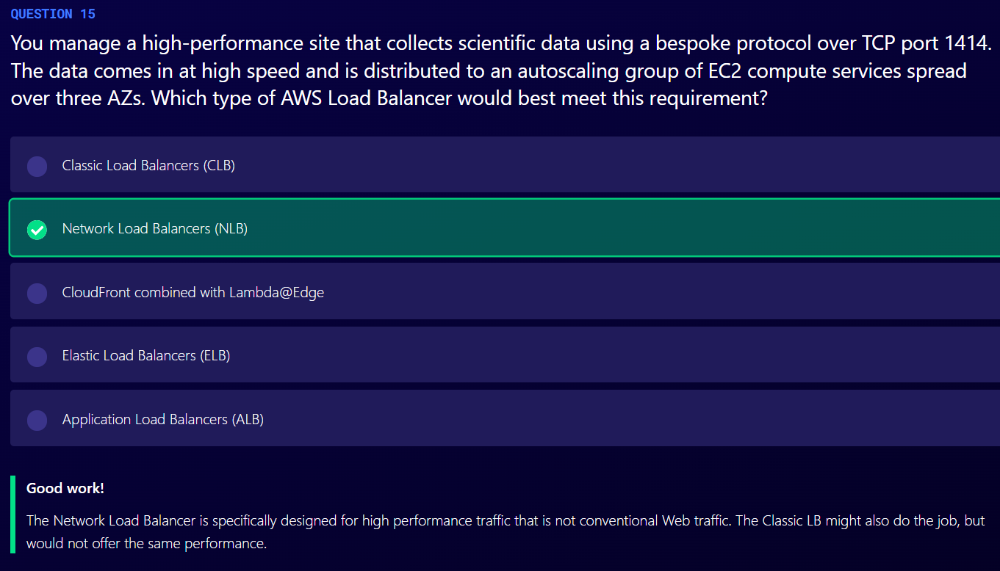 QUESTION 15
You manage a high-performance site that collects scientific data using a bespoke protocol over TCP port 1414.
The data comes in at high speed and is distributed to an autoscaling group of EC2 compute services spread
over three AZs. Which type of AWS Load Balancer would best meet this requirement?
Classic Load Balancers (CLB)
Network Load Balancers (NLB)
CloudFront combined with Lambda@Edge
Elastic Load Balancers (ELB)
Application Load Balancers (ALB)
Good work!
The Network Load Balancer is specifically designed for high performance traffic that is not conventional Web traffic. The Classic LB might also do the job, but
would not offer the same performance.